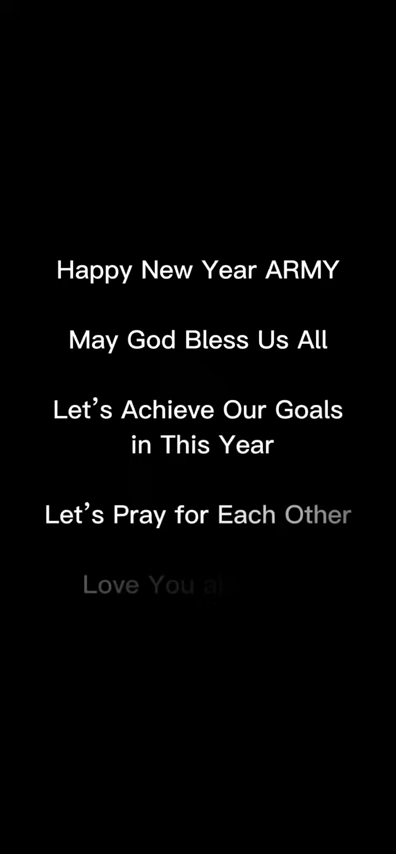 Happy New Year ARMY
May God Bless Us All
Let's Achieve Our Goals
in This Year
Let's Pray for Each Other
Love You